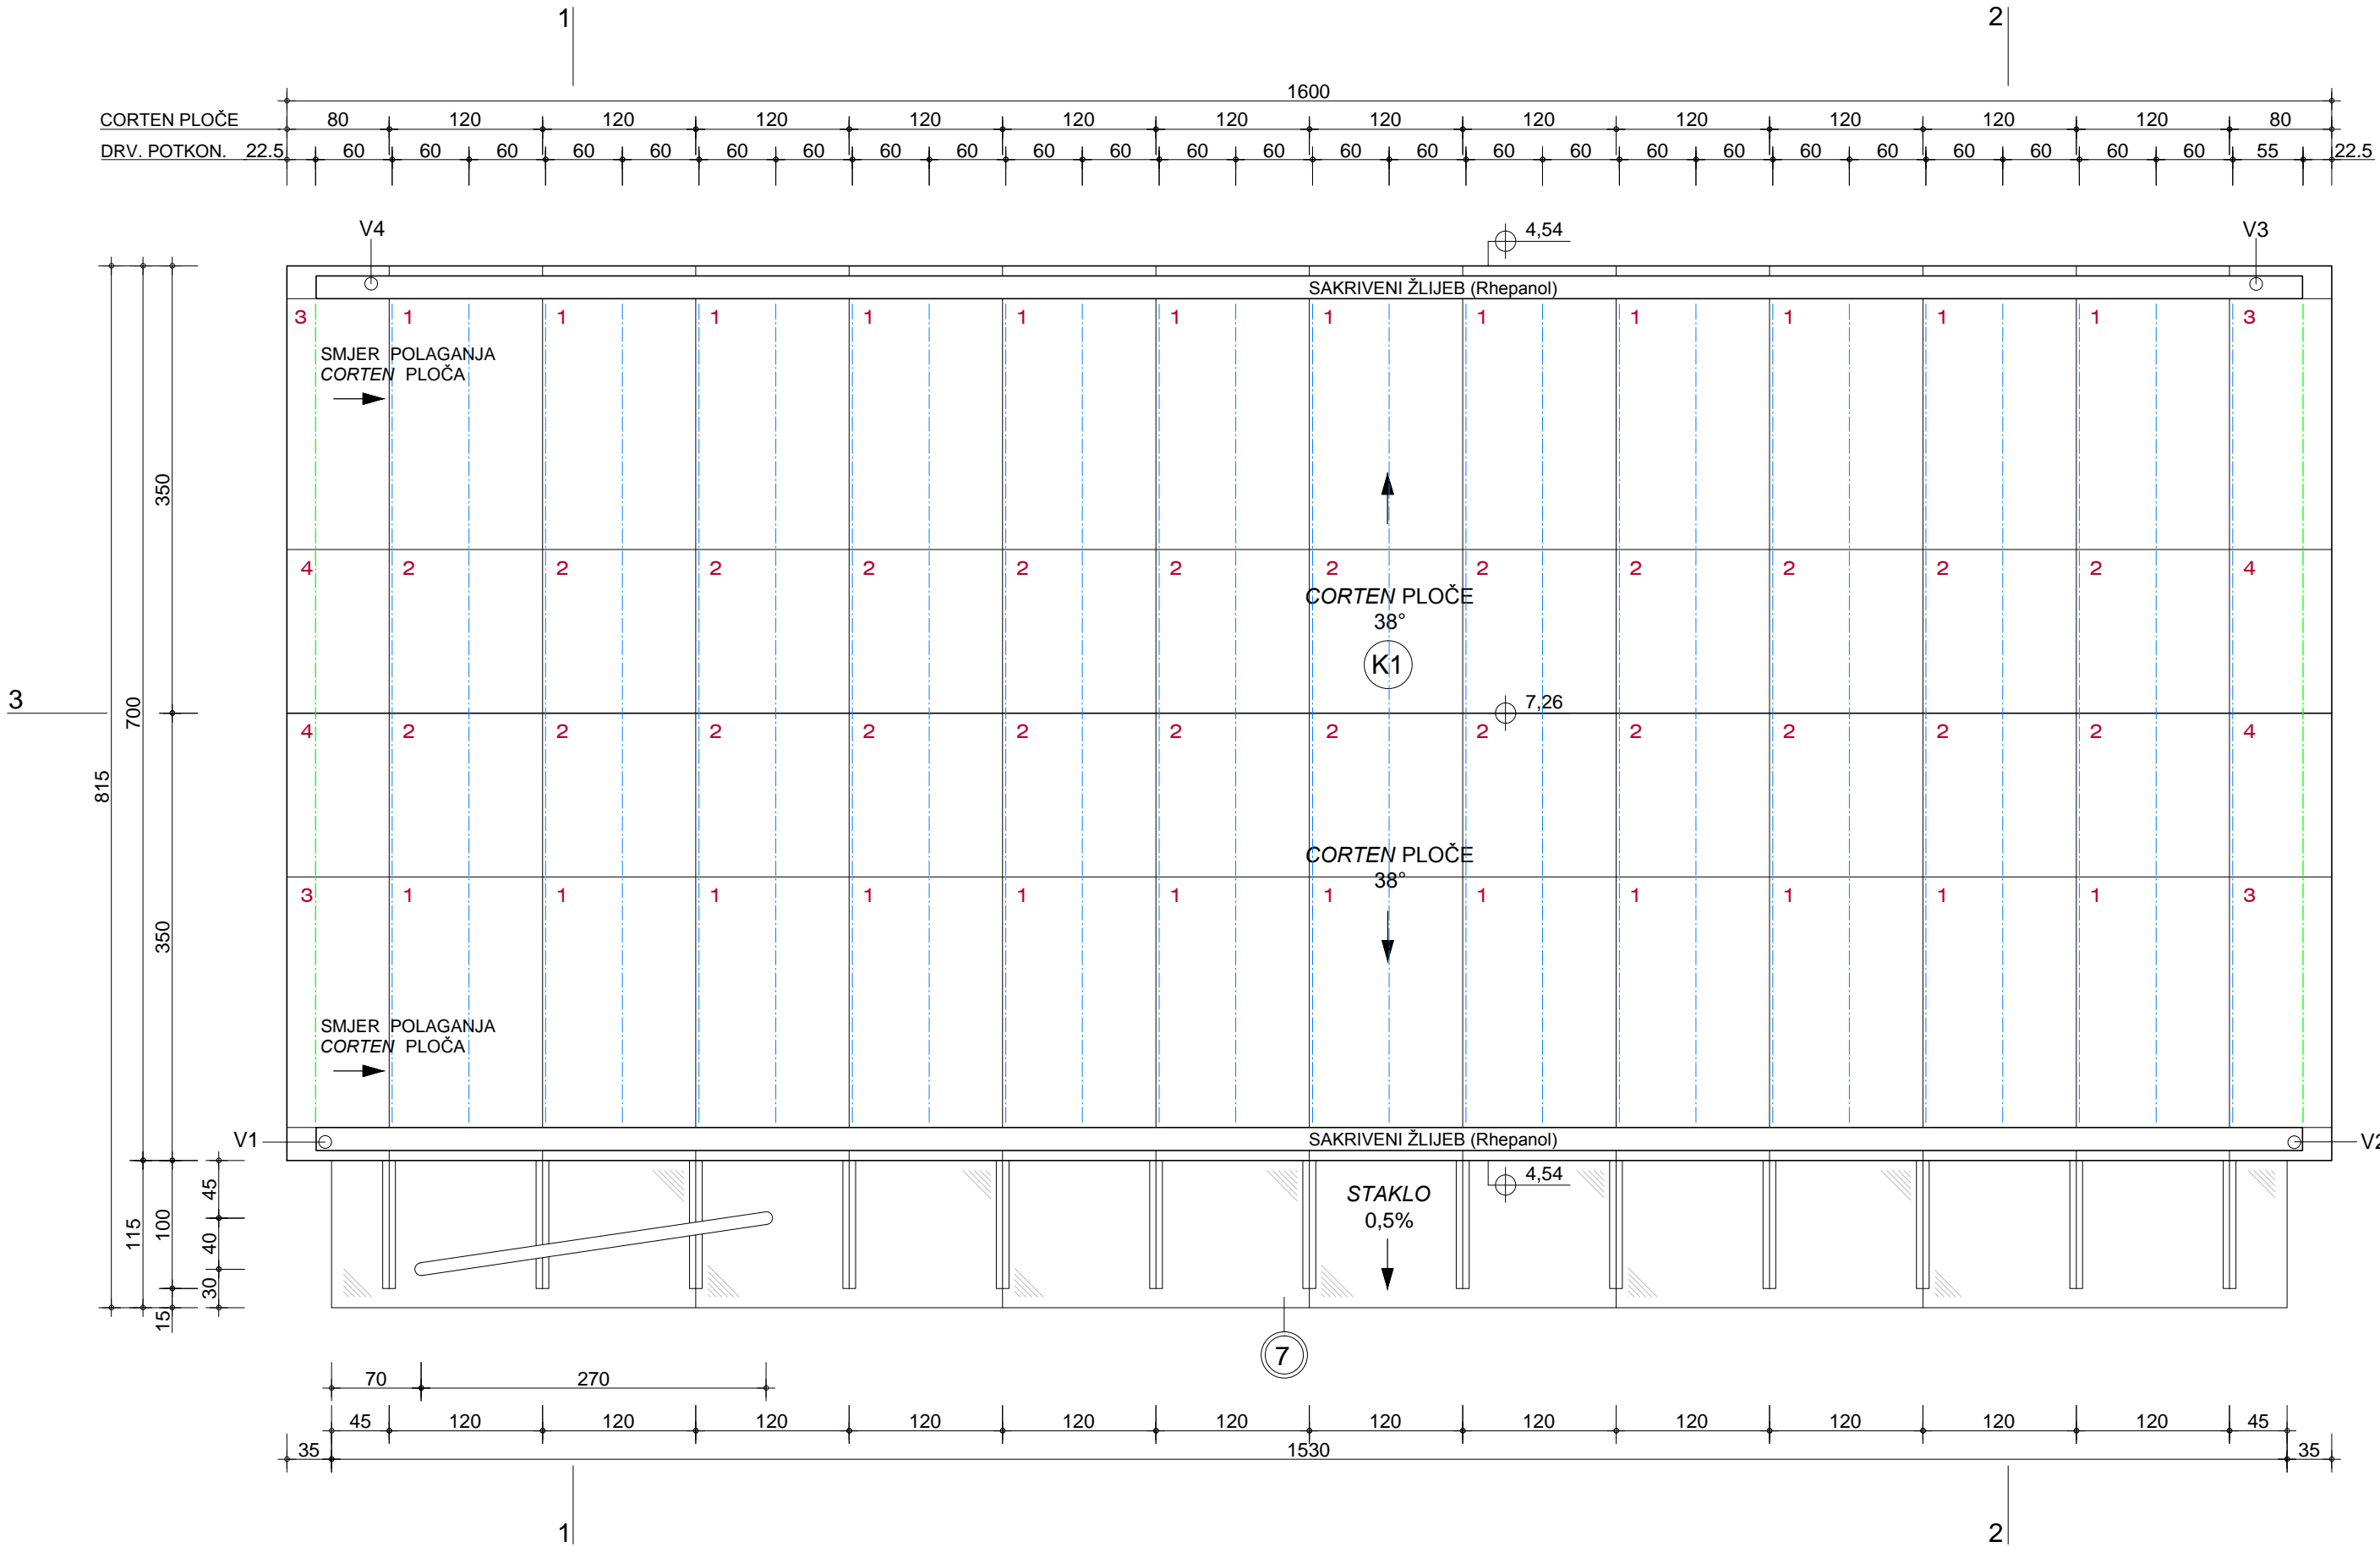 1 2
1600
CORTEN PLOČE 80 120 120 120 120 120 120 120 120 120 120 120 120 80
DRV. POTKON. 22.5 60 60 60 60 60 60 60 60 60 60 60 60 60 60 60 60 60 60 60 60 60 60 60 60 60 55 22.5
V4 4,54 V3
SAKRIVENI ŽLIJEB (Rhepanol)
3 1 1 1 1 1 1 1 1 1 1 1 1 3
SMJER POLAGANJA
CORTEN PLOČA
350
4 2 2 2 2 2 2 2 2 2 2 2 2 4
CORTEN PLOČE
38°
K1
3 700 7,26
4 2 2 2 2 2 2 2 2 2 2 2 2 4
815
CORTEN PLOČE
38°
3 1 1 1 1 1 1 1 1 1 1 1 1 3
350
SMJER POLAGANJA
CORTEN PLOČA
V1 SAKRIVENI ŽLIJEB (Rhepanol) V2
4,54
45
STAKLO
0,5%
115 100 40
30
15
7
70 270
45 120 120 120 120 120 120 120 120 120 120 120 120 45
35 1530 35
1 2